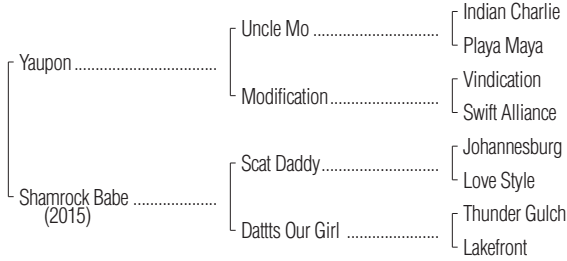 Indian Charlie
Uncle Mo
Playa Maya
Yaupon
Vindication
Modification
Swift Alliance
Johannesburg
Scat Daddy
Love Style
Shamrock Babe
(2015)
Thunder Gulch
Dattts Our Girl
Lakefront